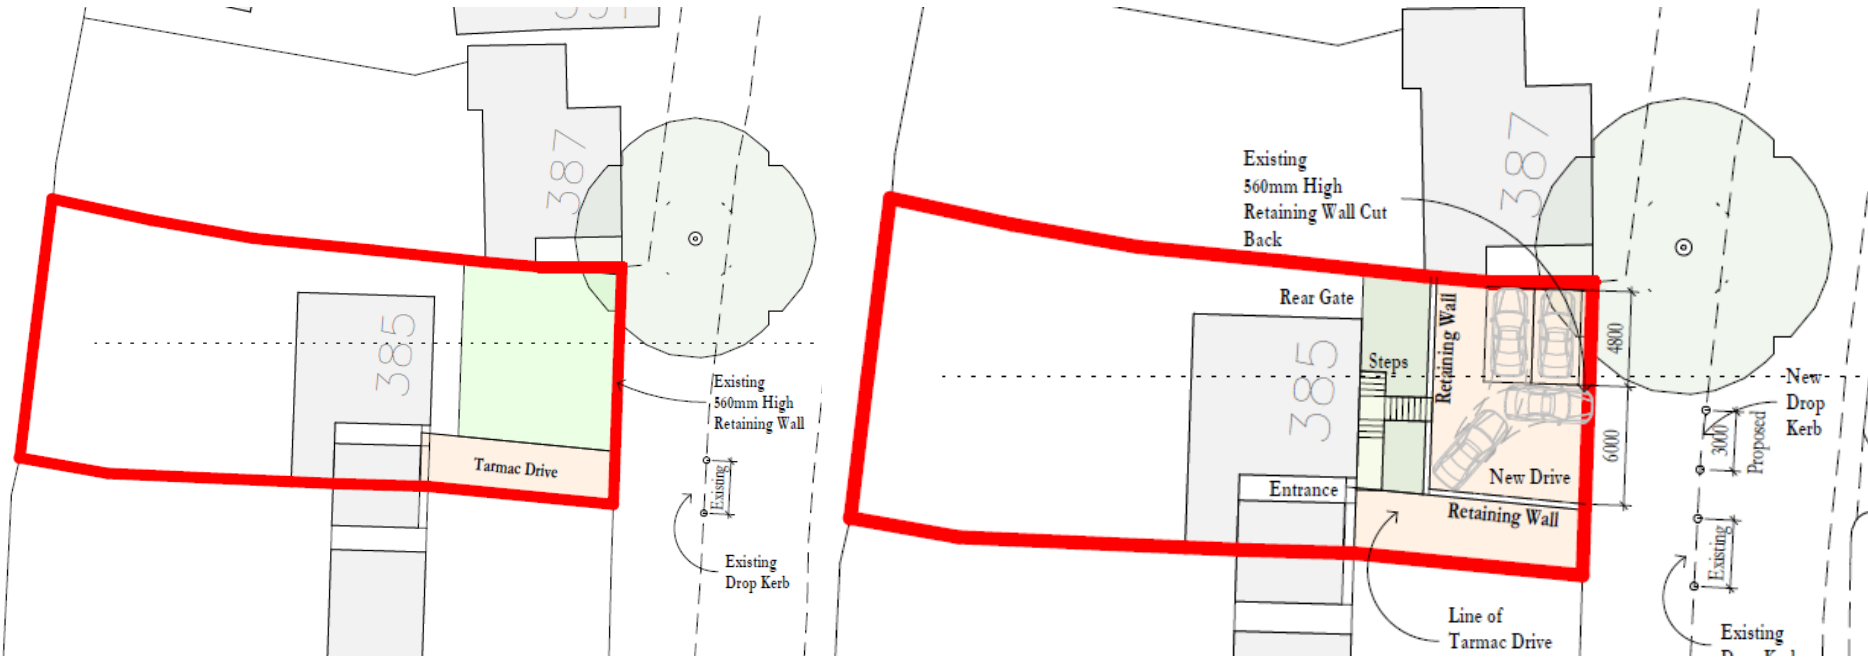 387
385
Tarmac Drive
Existing
560mm High
Retaining Wall
Existing
Existing
Drop Kerb
387
Existing
560mm High
Retaining Wall Cut
Back
Rear Gate
Retaining Wall
Steps
385
4800
6000
New
Drop
Kerb
3000
Proposed
New Drive
Entrance
Retaining Wall
Existing
Line of
Tarmac Drive
Existing